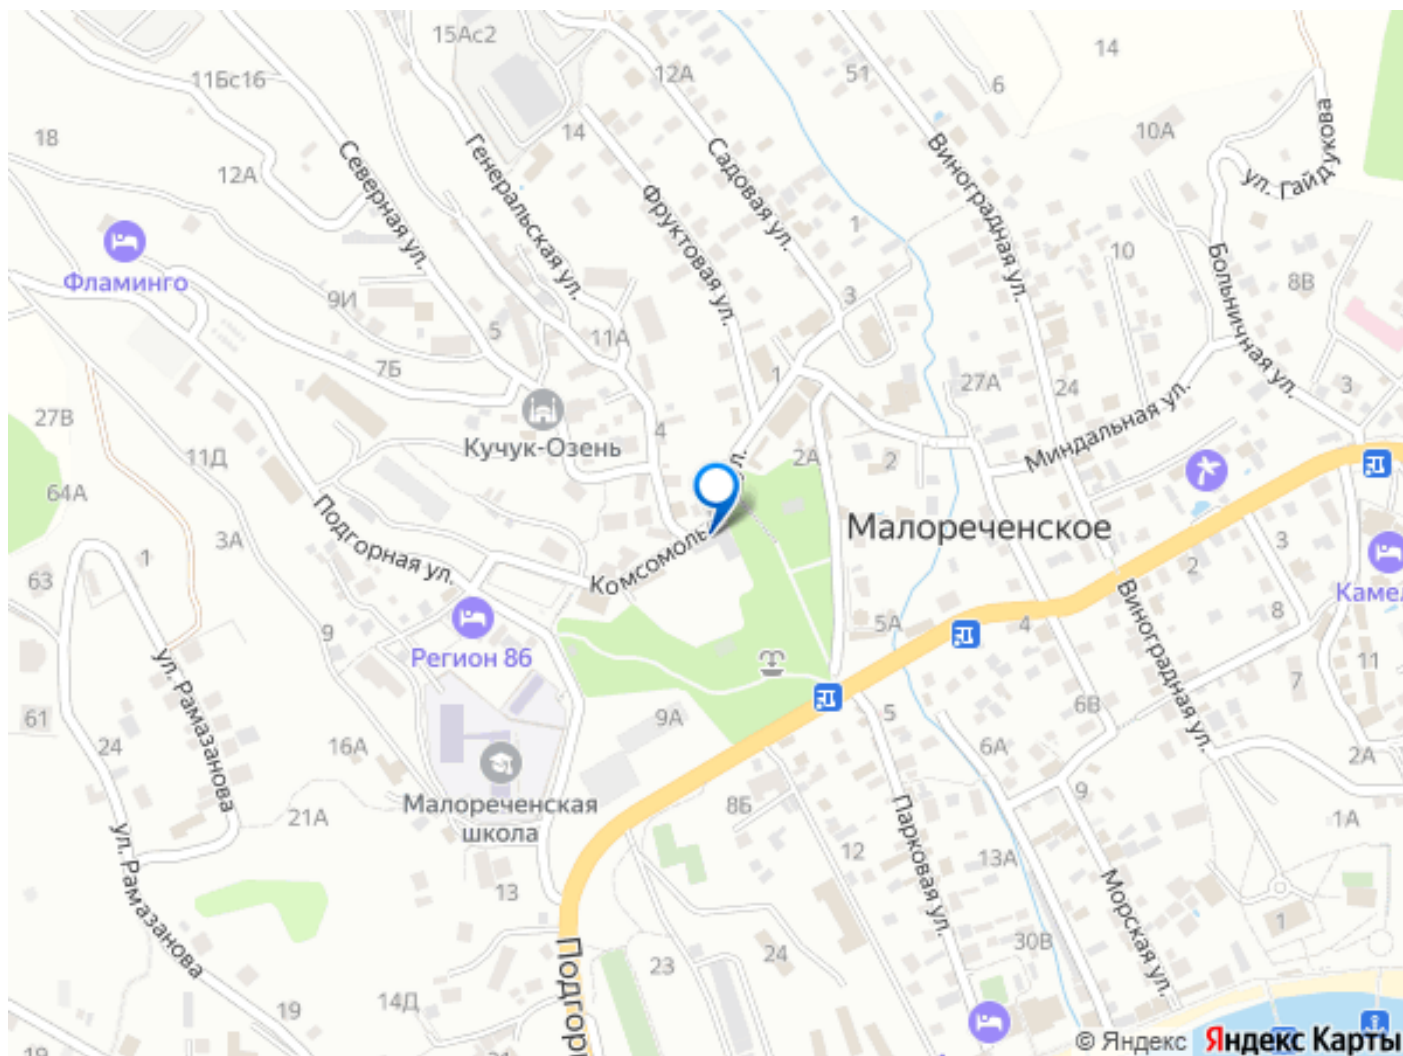 15Ас2
14
12А
51
6
11Бс16
ул. Гайдукова
18
14
10А
Генеральская ул.
Садовая ул.
Виноградная ул.
Северная ул.
12А
Фруктовая ул.
1
10
Больничная ул.
8В
Фламинго
9И
3
5
11А
7Б
1
27А
24
3
Миндальная ул.
27В
Кучук-Озень
4
11Д
2А
2
64А
Подгорная ул.
Малореченское
3А
Комсомоль
ул.
1
63
3
2
Виноградная ул.
Камел
8
9
5А
4
Регион 86
11
ул. Рамазанова
7
61
9А
5
6В
24
16А
6А
2А
Малореченская
школа
9
21А
8Б
1А
ул. Рамазанова
12
Парковая ул.
13А
Морская ул.
13
1
30В
Подгорн
23
24
19
14Д
21
19
© Яндекс Яндекс Карты